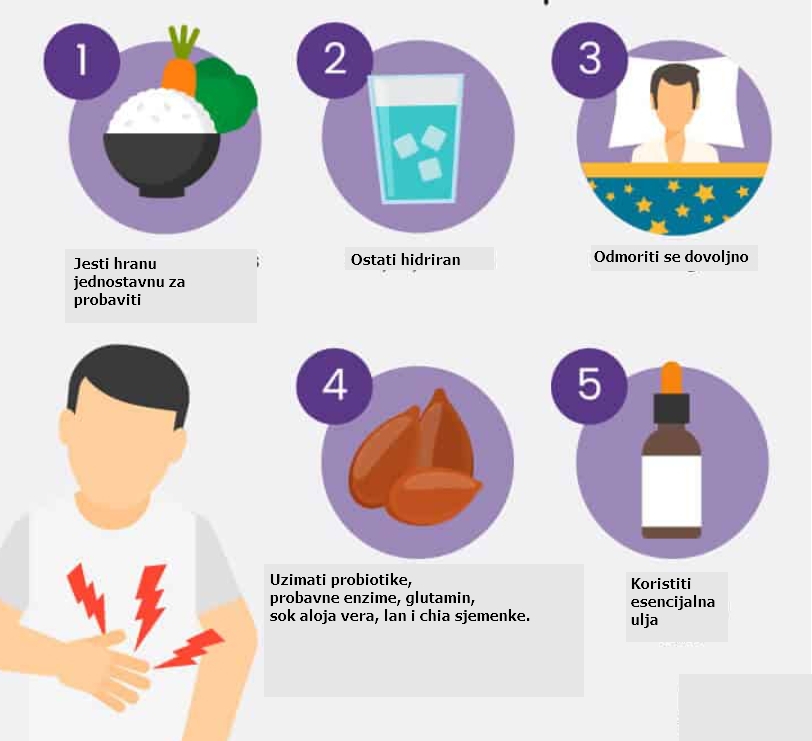 1
2
3
Jesti hranu
jednostavnu za
probaviti
Ostati hidriran
Odmoriti se dovoljno
4
5
Uzimati probiotike,
probavne enzime, glutamin,
sok aloja vera, lan i chia sjemenke.
Koristiti
esencijalna
ulja